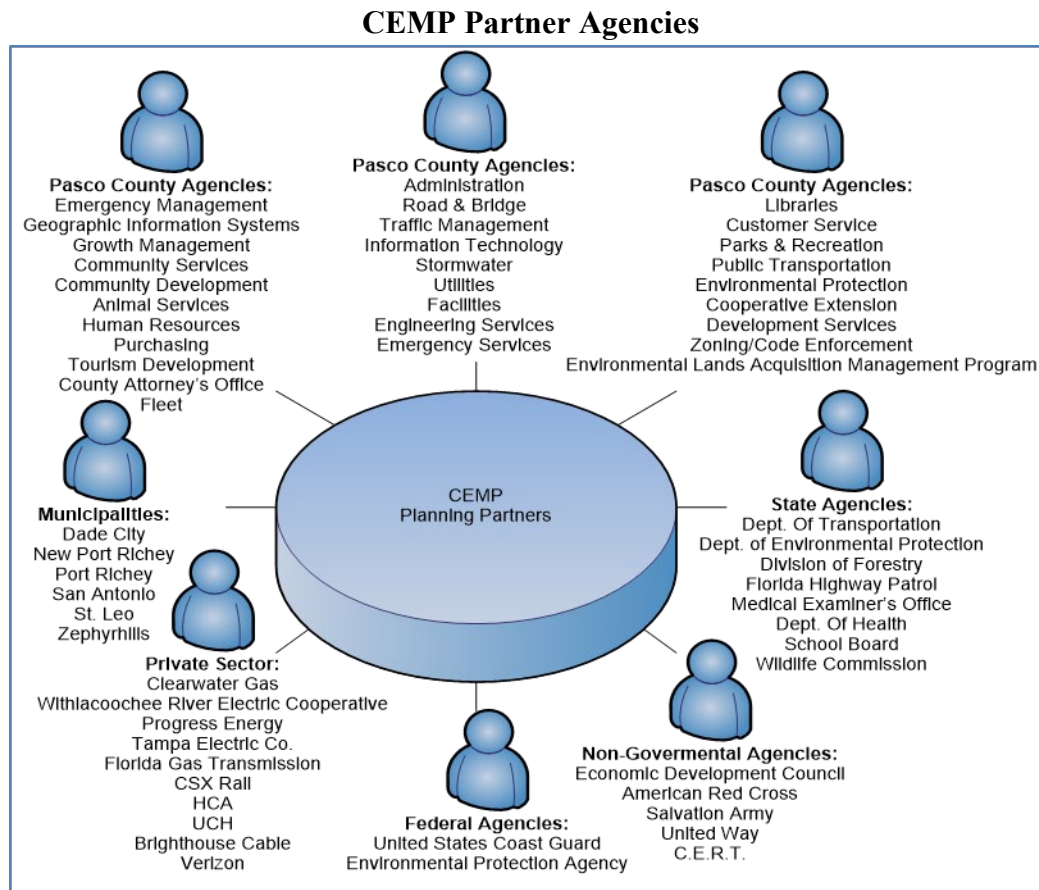 CEMP Partner Agencies
Pasco County Agencies:
Emergency Management
Geographic Information Systems
Growth Management
Community Services
Community Development
Animal Services
Human Resources
Purchasing
Tourism Development
County Attorney's Office
Fleet
Pasco County Agencies:
Administration
Road & Bridge
Traffic Management
Information Technology
Stormwater
Utilities
Facilities
Engineering Services
Emergency Services
Pasco County Agencies:
Libraries
Customer Service
Parks & Recreation
Public Transportation
Environmental Protection
Cooperative Extension
Development Services
Zoning/Code Enforcement
Environmental Lands Acquisition Management Program
CEMP
Planning Partners
Municipalities:
Dade City
New Port Richey
Port Richey
San Antonio
St. Leo
Zephyrhills
State Agencies:
Dept. Of Transportation
Dept. of Environmental Protection
Division of Forestry
Florida Highway Patrol
Medical Examiner's Office
Dept. Of Health
School Board
Wildlife Commission
Private Sector:
Clearwater Gas
Withlacoochee River Electric Cooperative
Progress Energy
Tampa Electric Co.
Florida Gas Transmission
CSX Rail
HCA
UCH
Brighthouse Cable
Verizon
Federal Agencies:
United States Coast Guard
Environmental Protection Agency
Non-Govermental Agencies:
Economic Development Council
American Red Cross
Salvation Army
United Way
C.E.R.T.